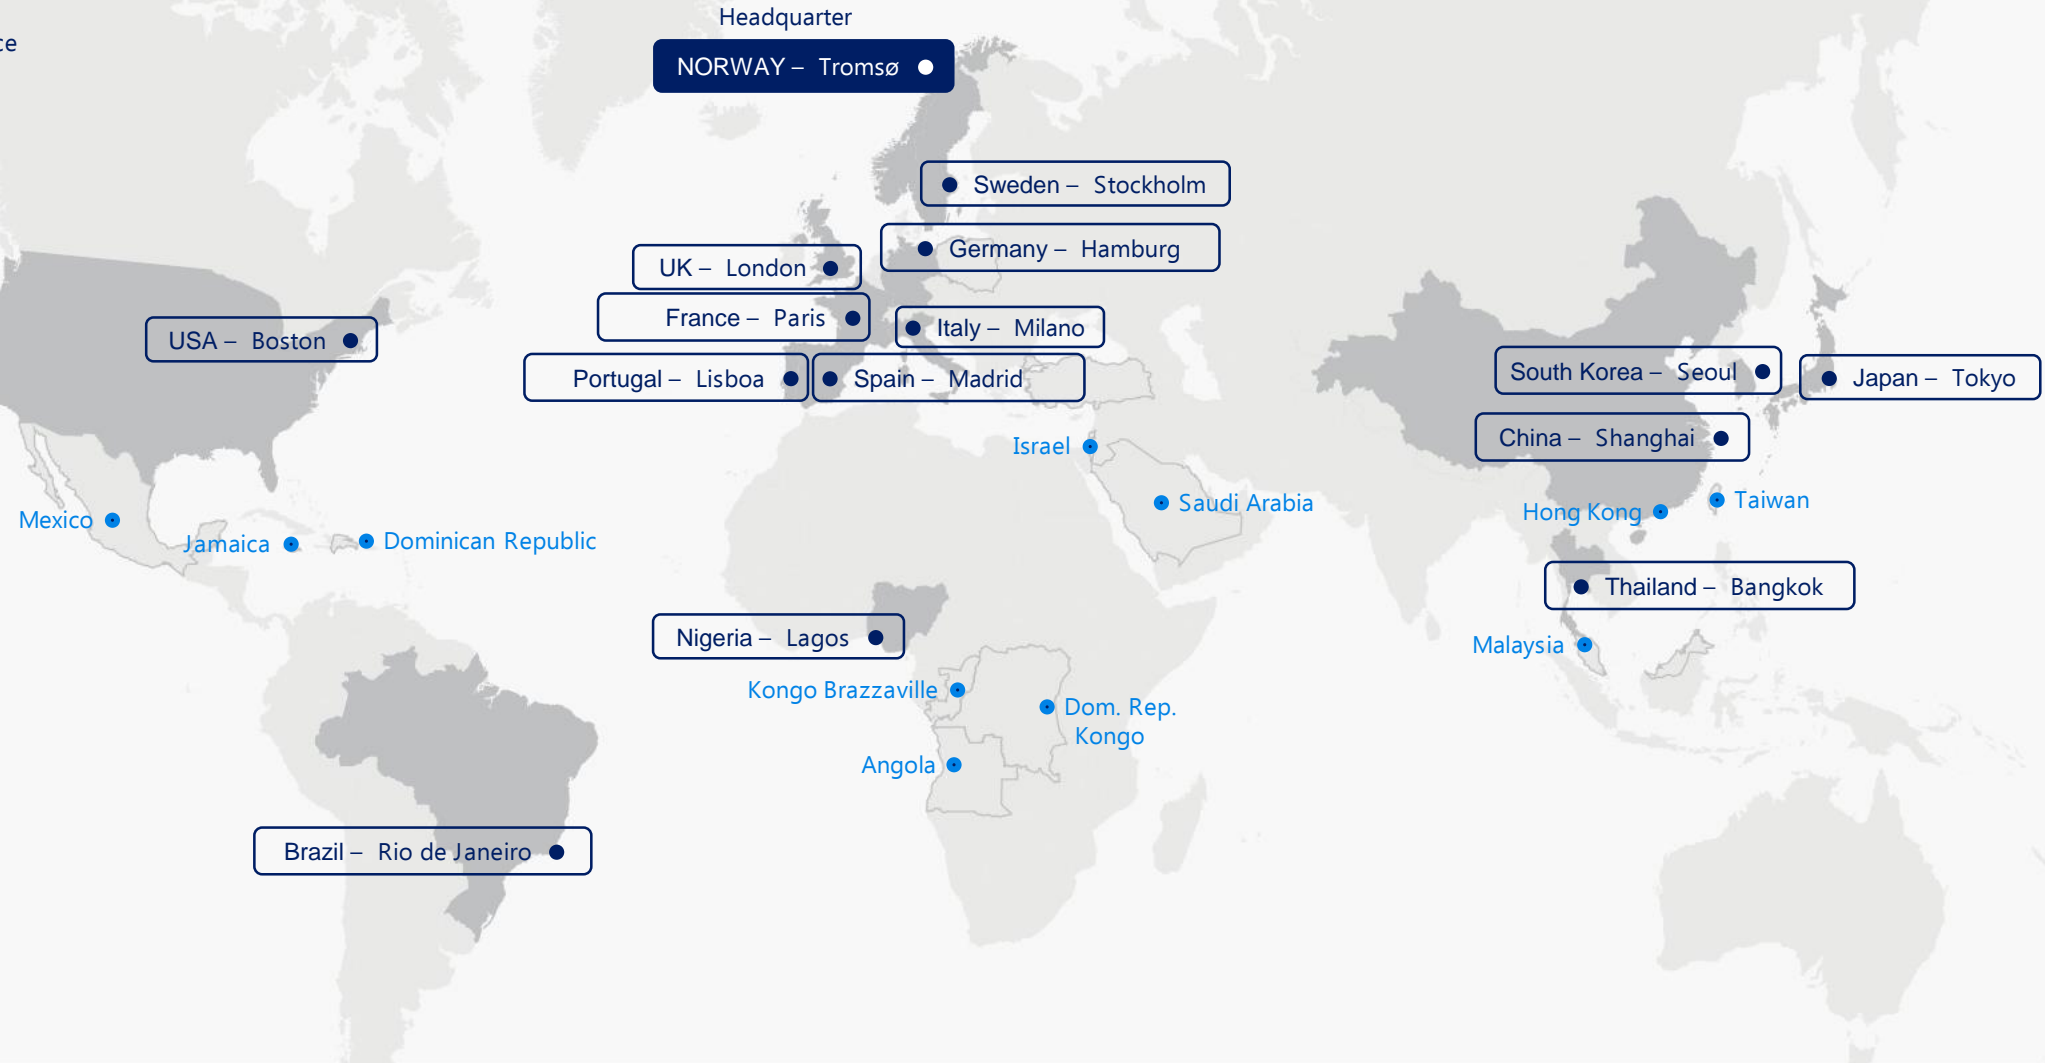 Headquarter
ce
NORWAY – Tromsø
Sweden – Stockholm
Germany – Hamburg
UK – London
France – Paris
Italy – Milano
USA – Boston
Portugal – Lisboa
Spain – Madrid
South Korea – Seoul
Japan – Tokyo
China – Shanghai
Israel
Saudi Arabia
Taiwan
Hong Kong
Mexico
Jamaica
Dominican Republic
Thailand – Bangkok
Nigeria – Lagos
Malaysia
Kongo Brazzaville
Dom. Rep.
Kongo
Angola
Brazil – Rio de Janeiro